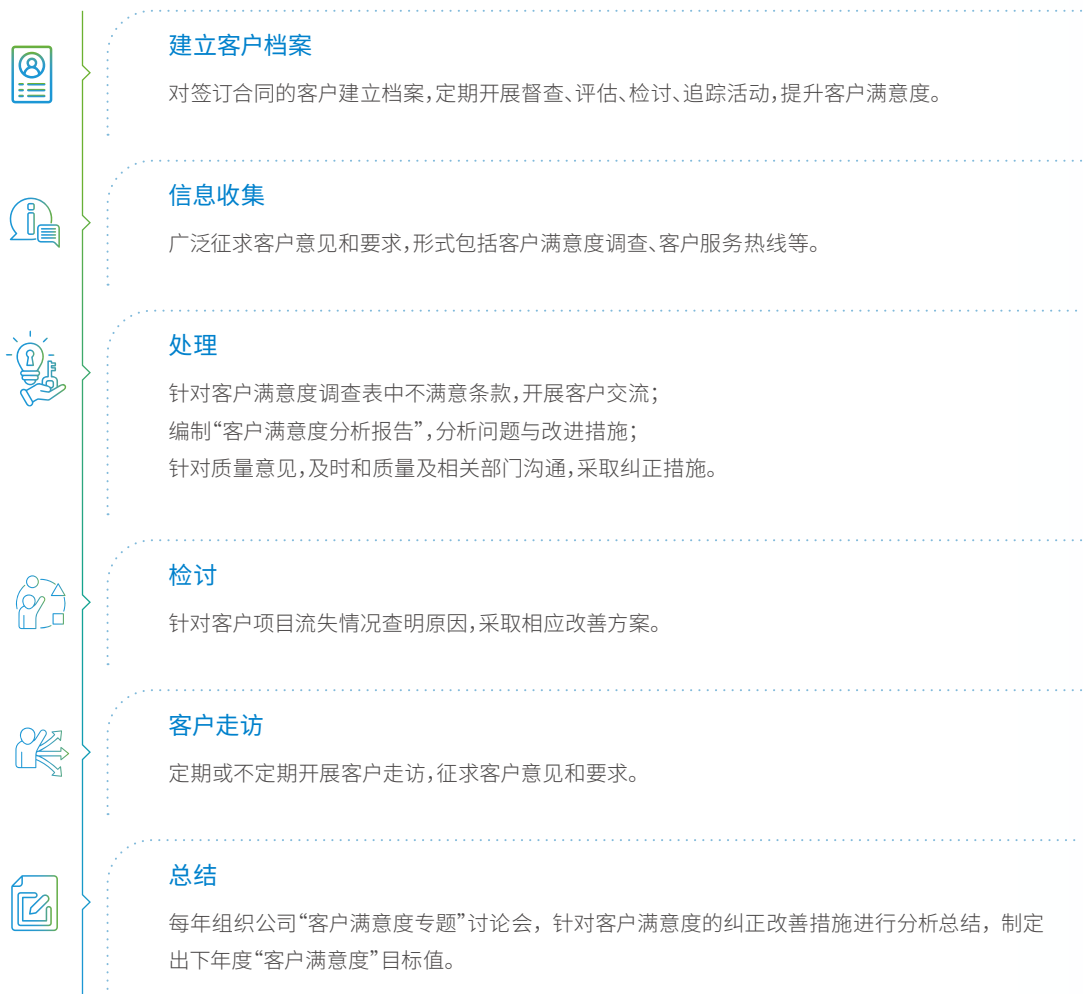 建立客户档案
对签订合同的客户建立档案,定期开展督查、评估、检讨、追踪活动,提升客户满意度。
信息收集
广泛征求客户意见和要求,形式包括客户满意度调查、客户服务热线等。
处理
针对客户满意度调查表中不满意条款,开展客户交流;
编制“客户满意度分析报告”,分析问题与改进措施;
针对质量意见,及时和质量及相关部门沟通,采取纠正措施。
检讨
针对客户项目流失情况查明原因,采取相应改善方案。
客户走访
定期或不定期开展客户走访,征求客户意见和要求。
总结
每年组织公司“客户满意度专题”讨论会，针对客户满意度的纠正改善措施进行分析总结，制定
出下年度“客户满意度”目标值。